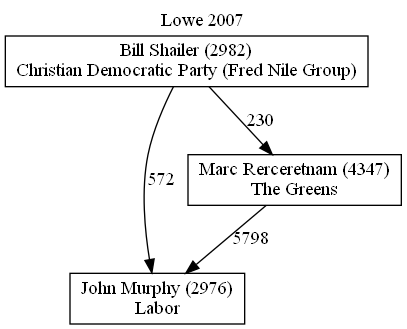 Lowe 2007
Bill Shailer (2982)
Christian Democratic Party (Fred Nile Group)
230
572
Marc Rerceretnam (4347)
The Greens
5798
John Murphy (2976)
Labor